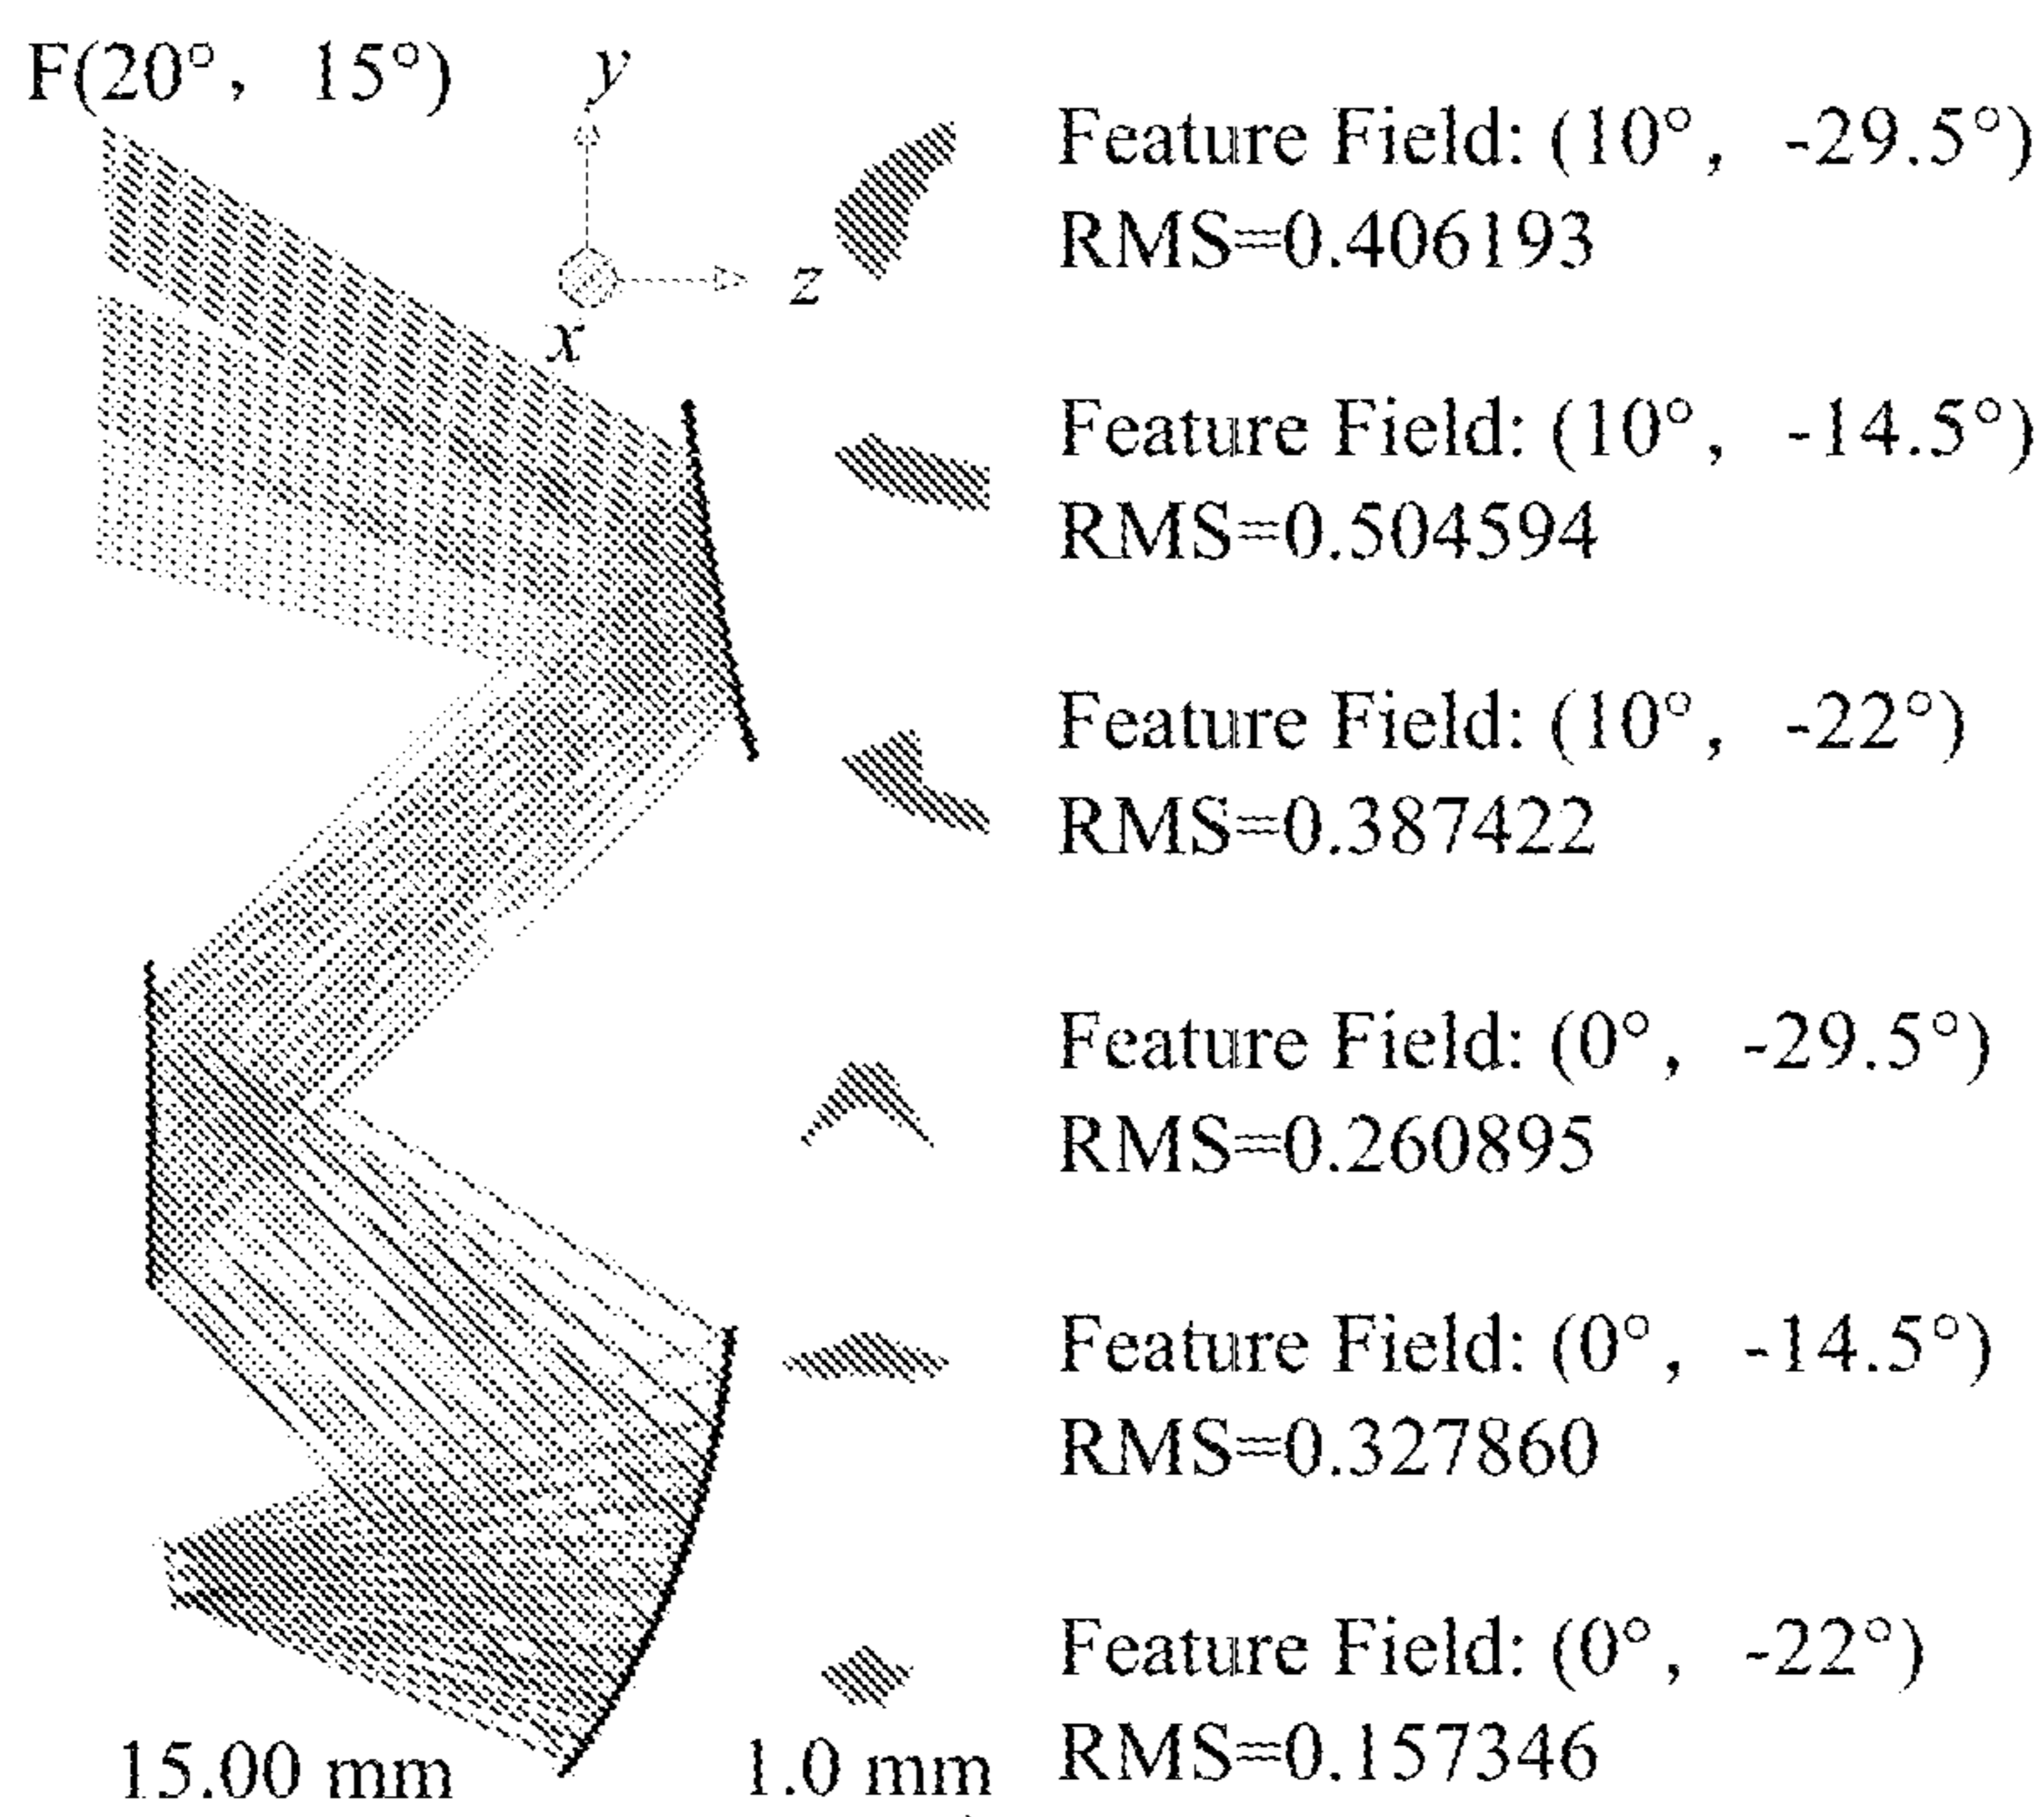 F(20°, 15°)
y
z
x
Feature Field: (10°, -29.5°)
RMS=0.406193
Feature Field: (10°, -14.5°)
RMS=0.504594
Feature Field: (10°, -22°)
RMS=0.387422
Feature Field: (0°, -29.5°)
RMS=0.260895
Feature Field: (0°, -14.5°)
RMS=0.327860
Feature Field: (0°, -22°)
RMS=0.157346
15.00 mm
1.0 mm